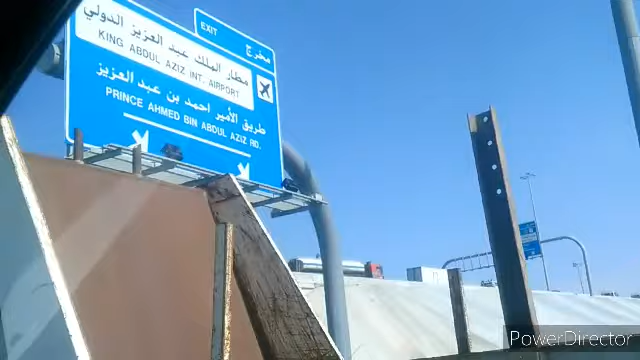 EXIT مخرج
مطار الملك عبد العزيز الدولي
KING ABDUL AZIZ INT. AIRPORT
طريق الأمير احمد بن عبد العزيز
PRINCE AHMED BIN ABDUL AZIZ RD.
PowerDirector